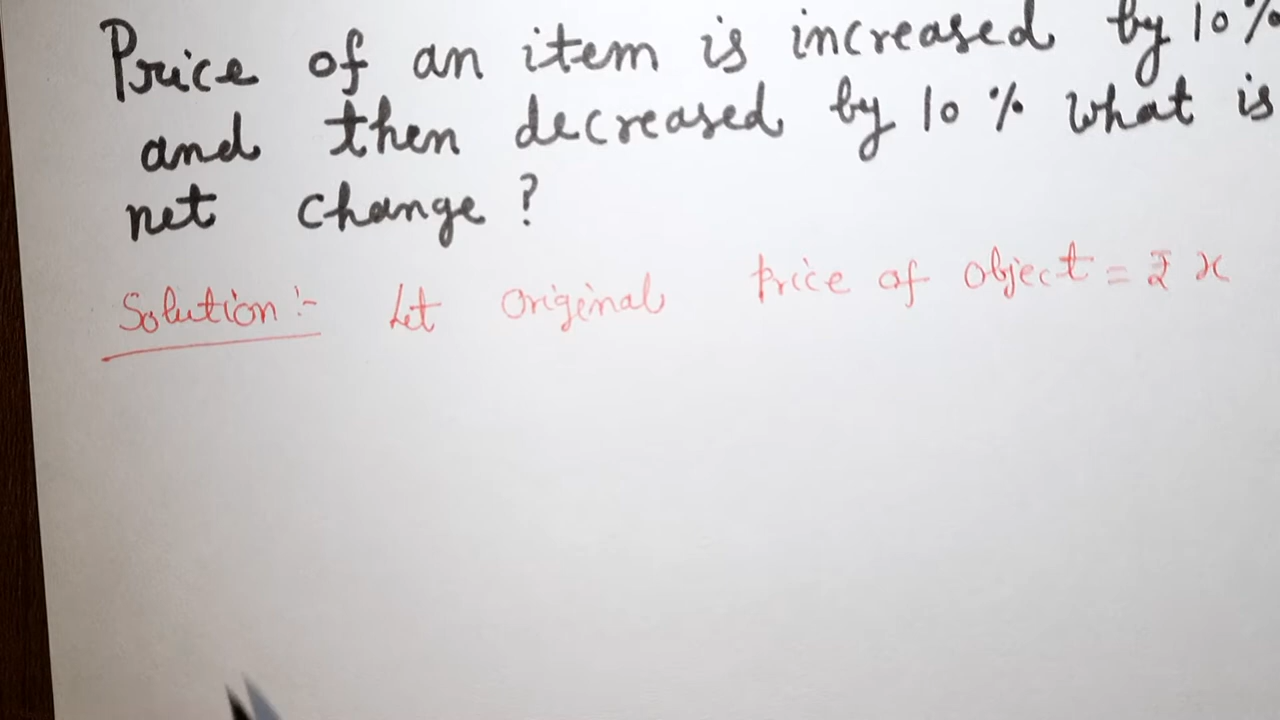 Price of an item is increased by 10%
and then decreased by 10 % what is
net change ?
Solution :- Let original price of object = ₹ x